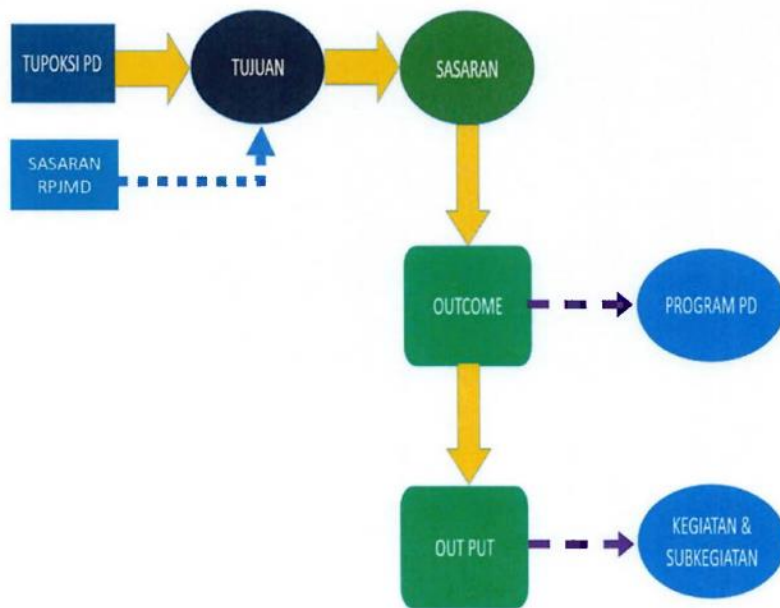 TUPOKSI PD
TUJUAN
SASARAN
SASARAN
RPJMD
OUTCOME
PROGRAM PD
OUT PUT
KEGIATAN &
SUBKEGIATAN